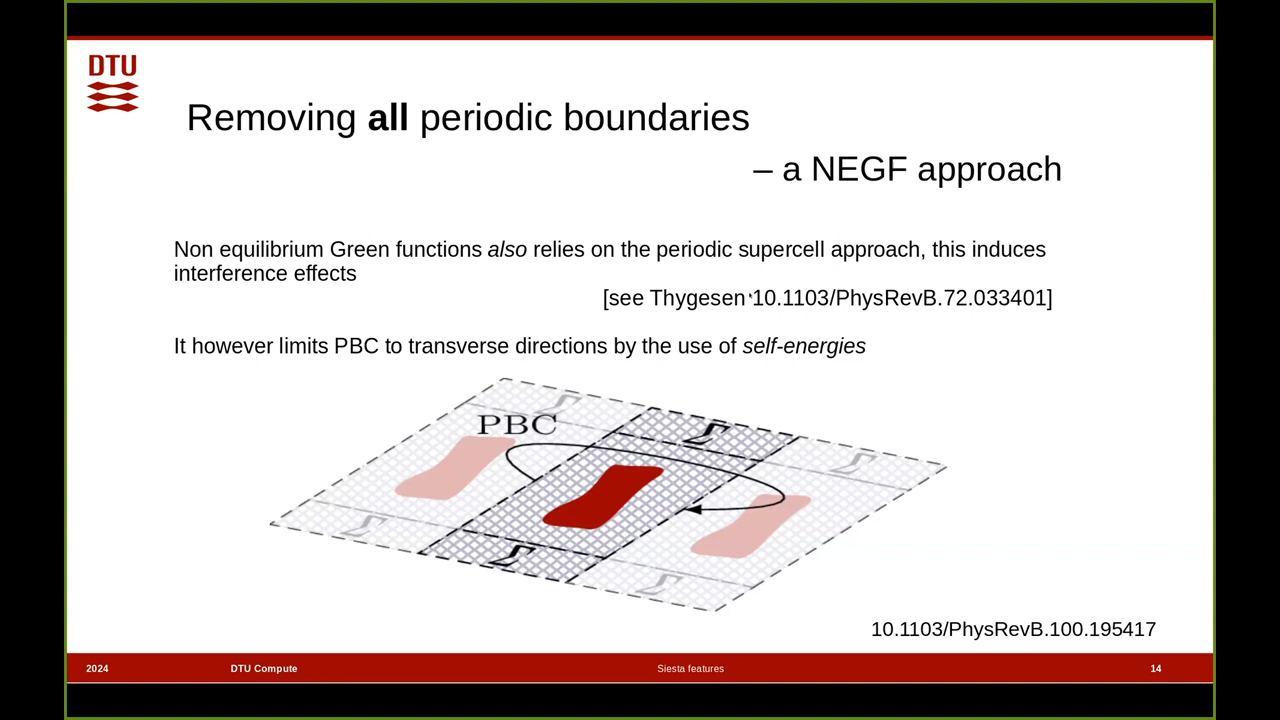 DTU
Removing all periodic boundaries
– a NEGF approach
Non equilibrium Green functions also relies on the periodic supercell approach, this induces
interference effects
[see Thygesen 10.1103/PhysRevB.72.033401]
It however limits PBC to transverse directions by the use of self-energies
Σ
PBC
Σ
Σ
Σ
Σ
Σ
10.1103/PhysRevB.100.195417
2024 DTU Compute Siesta features 14